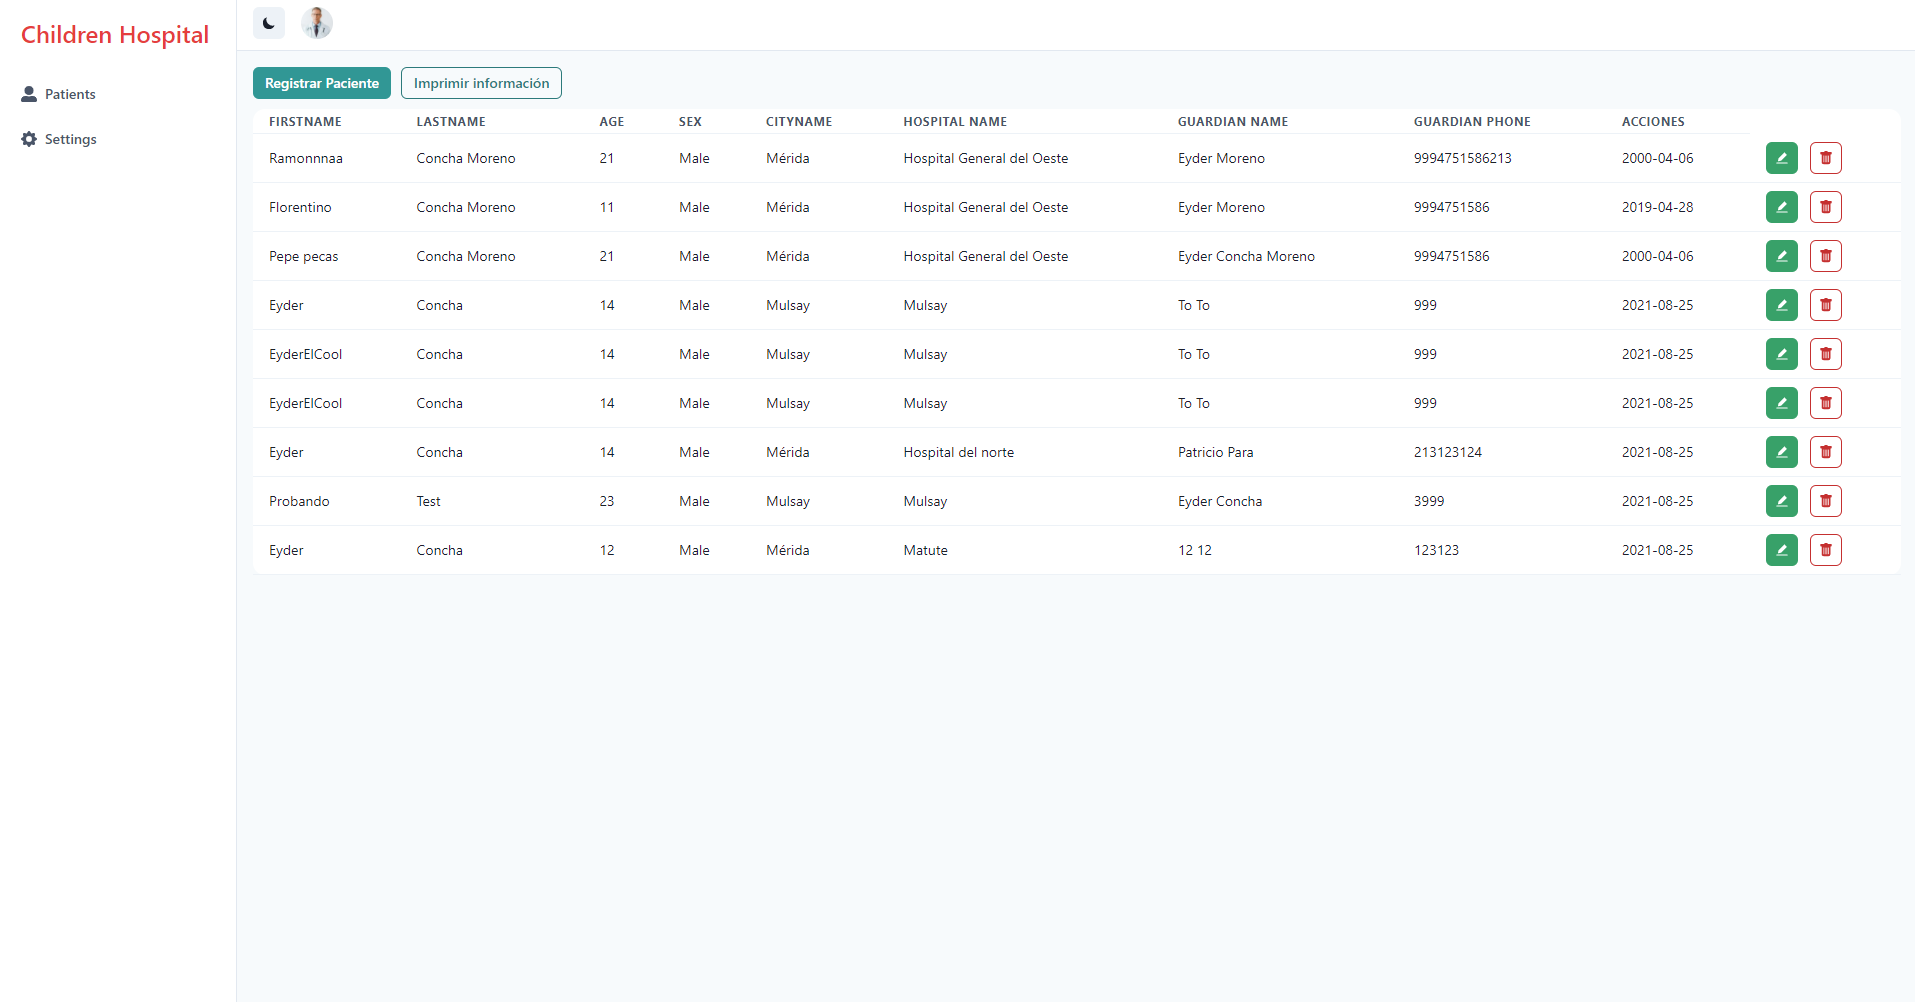 Children Hospital
Patients
Settings
Registrar Paciente Imprimir información
FIRSTNAME LASTNAME AGE SEX CITYNAME HOSPITAL NAME GUARDIAN NAME GUARDIAN PHONE ACCIONES
Ramonnnaa Concha Moreno 21 Male Mérida Hospital General del Oeste Eyder Moreno 9994751586213 2000-04-06
Florentino Concha Moreno 11 Male Mérida Hospital General del Oeste Eyder Moreno 9994751586 2019-04-28
Pepe pecas Concha Moreno 21 Male Mérida Hospital General del Oeste Eyder Concha Moreno 9994751586 2000-04-06
Eyder Concha 14 Male Mulsay Mulsay To To 999 2021-08-25
EyderElCool Concha 14 Male Mulsay Mulsay To To 999 2021-08-25
EyderElCool Concha 14 Male Mulsay Mulsay To To 999 2021-08-25
Eyder Concha 14 Male Mérida Hospital del norte Patricio Para 213123124 2021-08-25
Probando Test 23 Male Mulsay Mulsay Eyder Concha 3999 2021-08-25
Eyder Concha 12 Male Mérida Matute 12 12 123123 2021-08-25